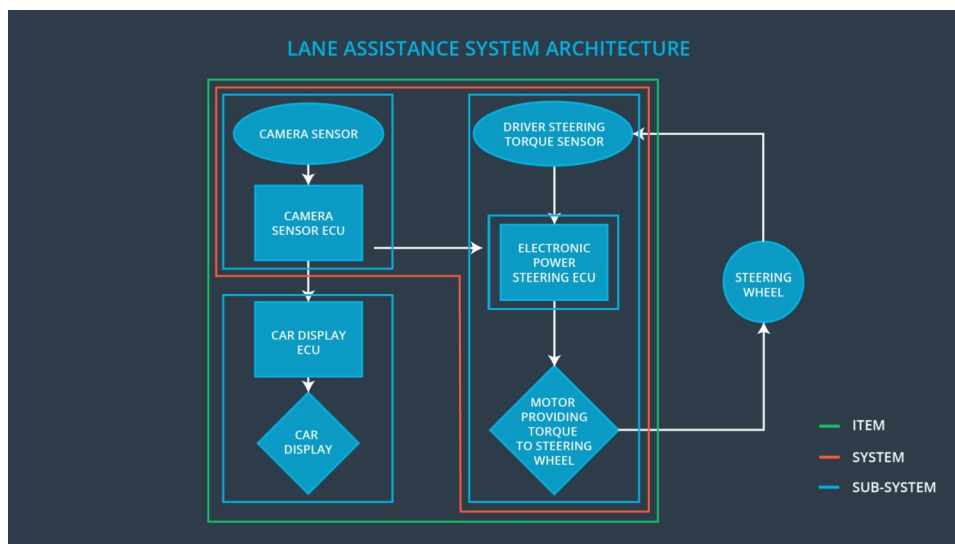 LANE ASSISTANCE SYSTEM ARCHITECTURE
CAMERA SENSOR
CAMERA
SENSOR ECU
CAR DISPLAY
ECU
CAR
DISPLAY
DRIVER STEERING
TORQUE SENSOR
ELECTRONIC
POWER
STEERING ECU
MOTOR
PROVIDING
TORQUE
TO STEERING
WHEEL
STEERING
WHEEL
ITEM
SYSTEM
SUB-SYSTEM